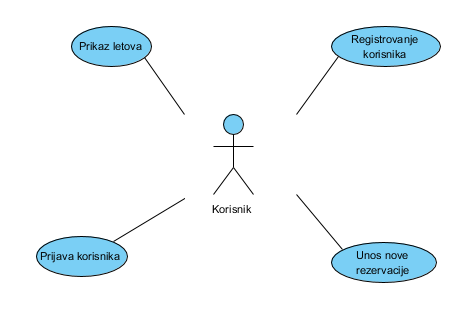 Prikaz letova
Registrovanje
korisnika
Korisnik
Prijava korisnika
Unos nove
rezervacije